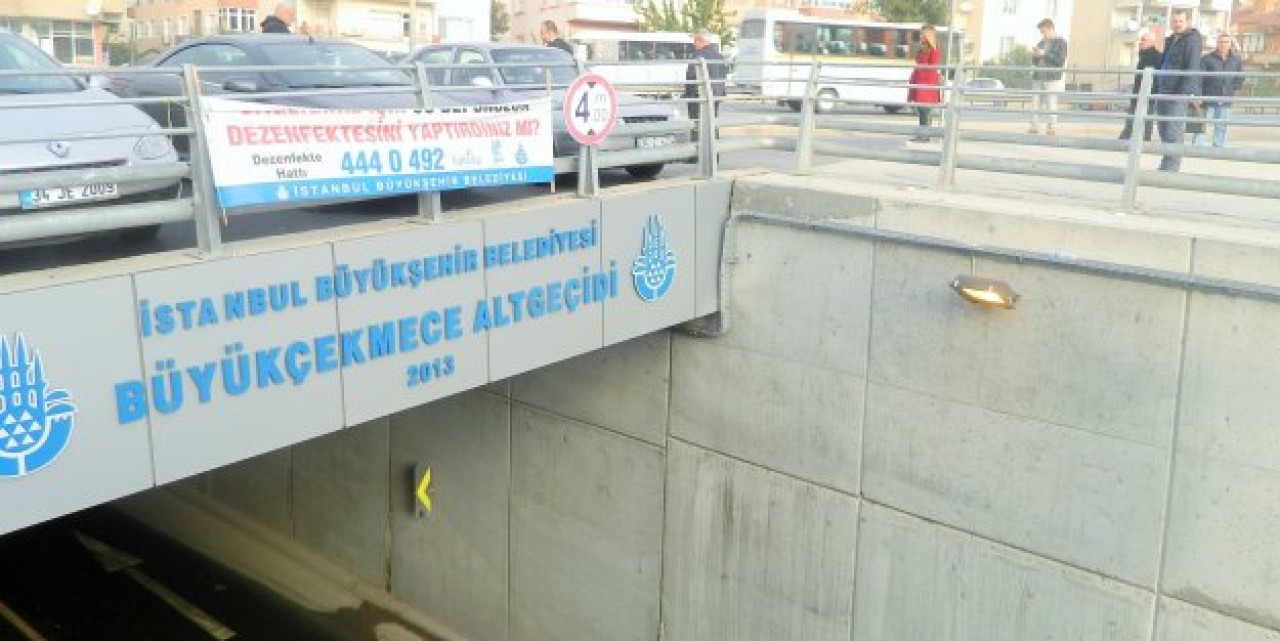 DEZENFEKTESİNİ YAPTIRDINIZ MI?
Dezenfekte
Hattı
444 0 492
İSTANBUL BÜYÜKŞEHİR BELEDİYESİ
4 m
00
34 JE 2009
İSTANBUL BÜYÜKŞEHİR BELEDİYESİ
BÜYÜKÇEKMECE ALTGEÇİDİ
2013